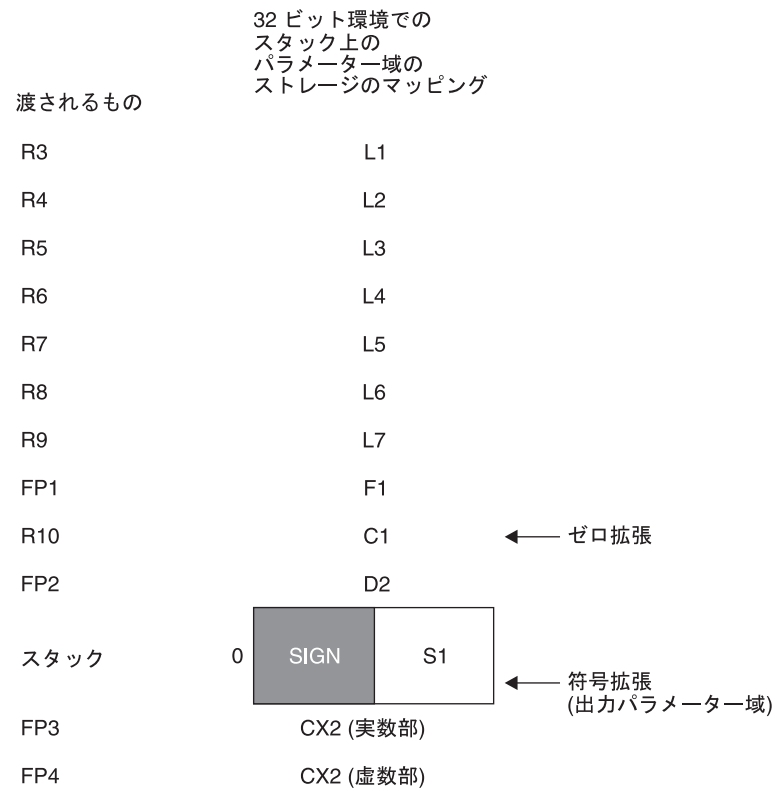 32 ビット環境での
スタック上の
パラメーター域の
ストレージのマッピング
渡されるもの
R3 L1
R4 L2
R5 L3
R6 L4
R7 L5
R8 L6
R9 L7
FP1 F1
R10 C1 ゼロ拡張
FP2 D2
スタック 0 SIGN S1
符号拡張
(出力パラメーター域)
FP3 CX2 (実数部)
FP4 CX2 (虚数部)